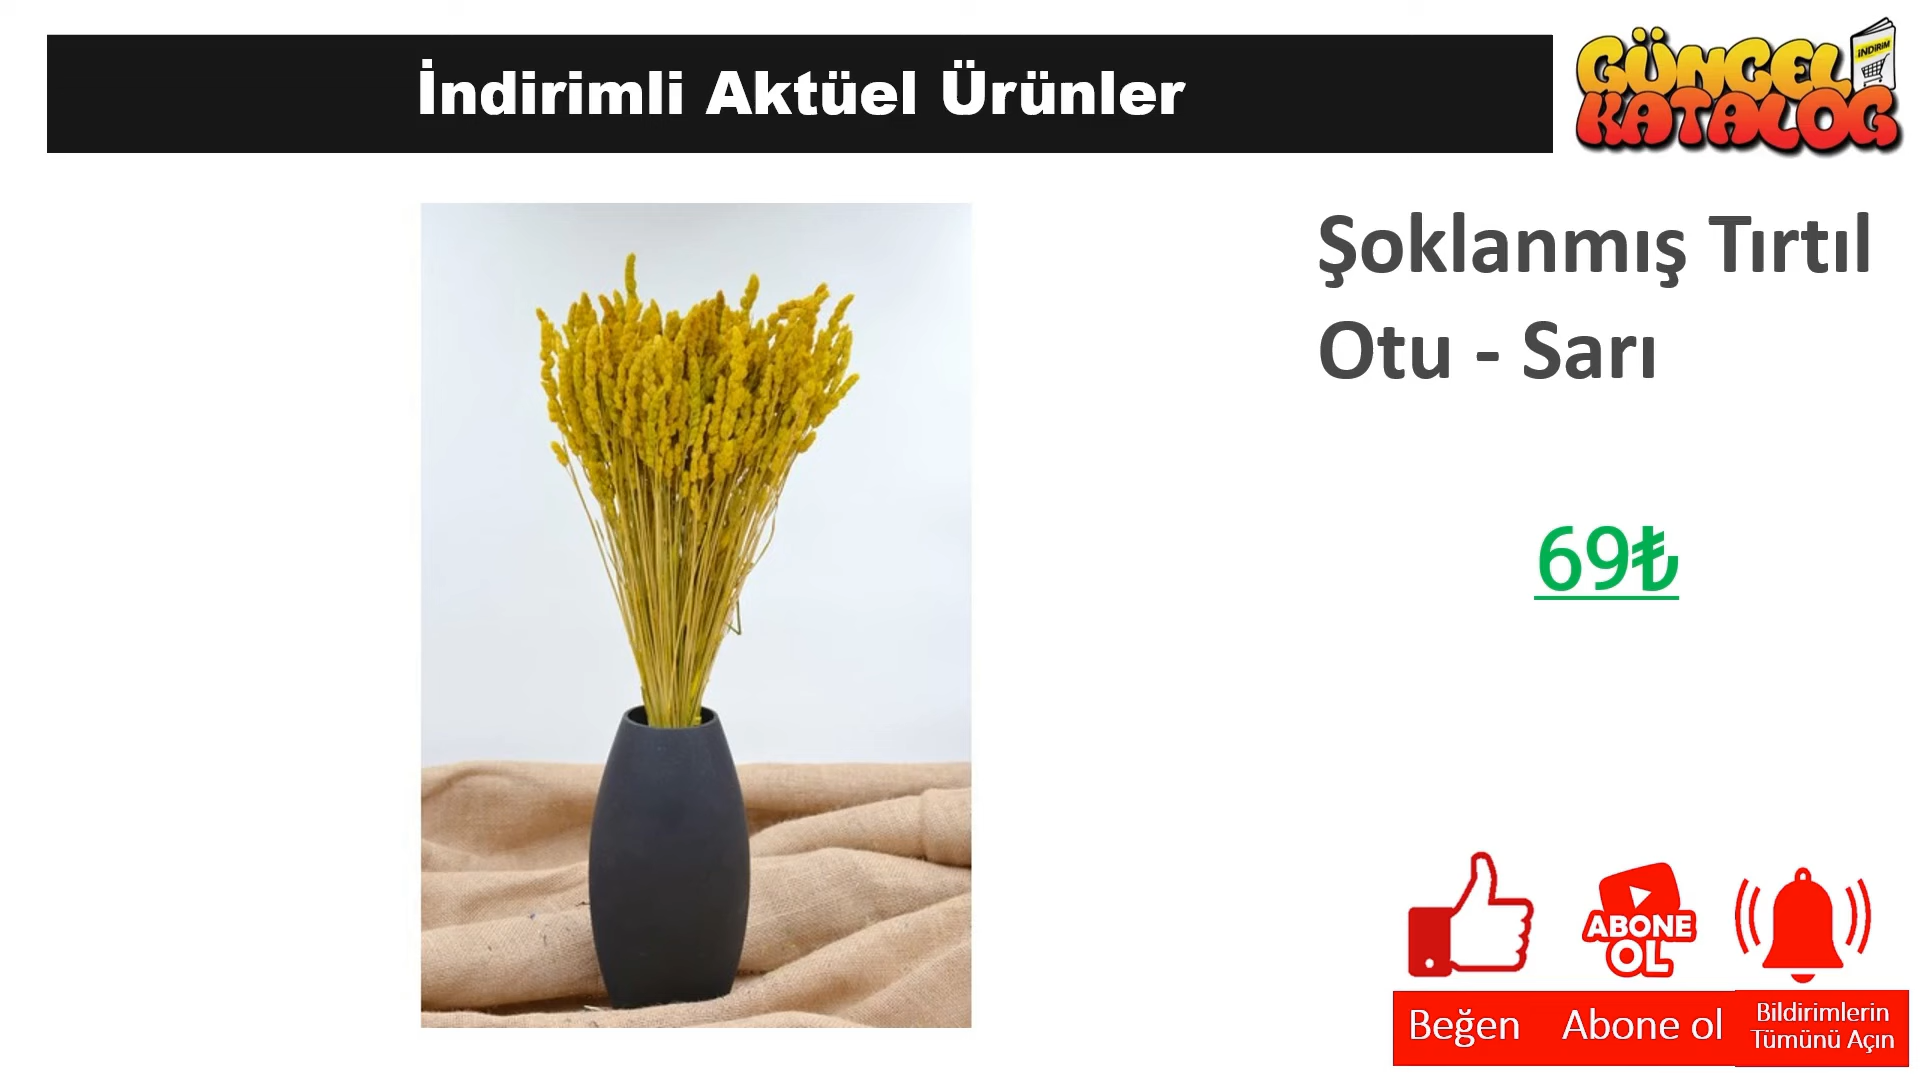 İndirimli Aktüel Ürünler
GÜNCEL
İNDİRİM
KATALOG
Şoklanmış Tırtıl
Otu - Sarı
69₺
ABONE
OL
Beğen
Abone ol
Bildirimlerin
Tümünü Açın